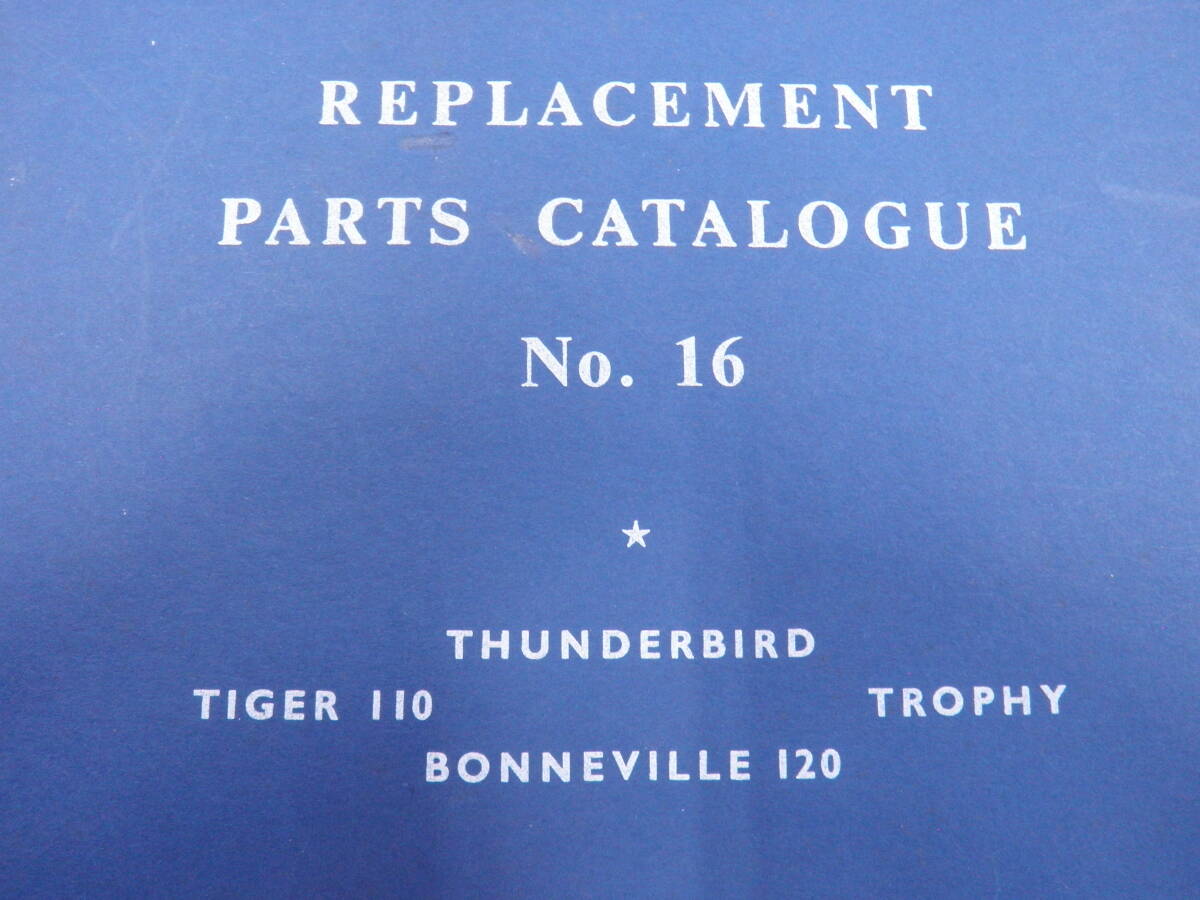 REPLACEMENT
PARTS CATALOGUE
No. 16
THUNDERBIRD
TIGER 110 TROPHY
BONNEVILLE 120